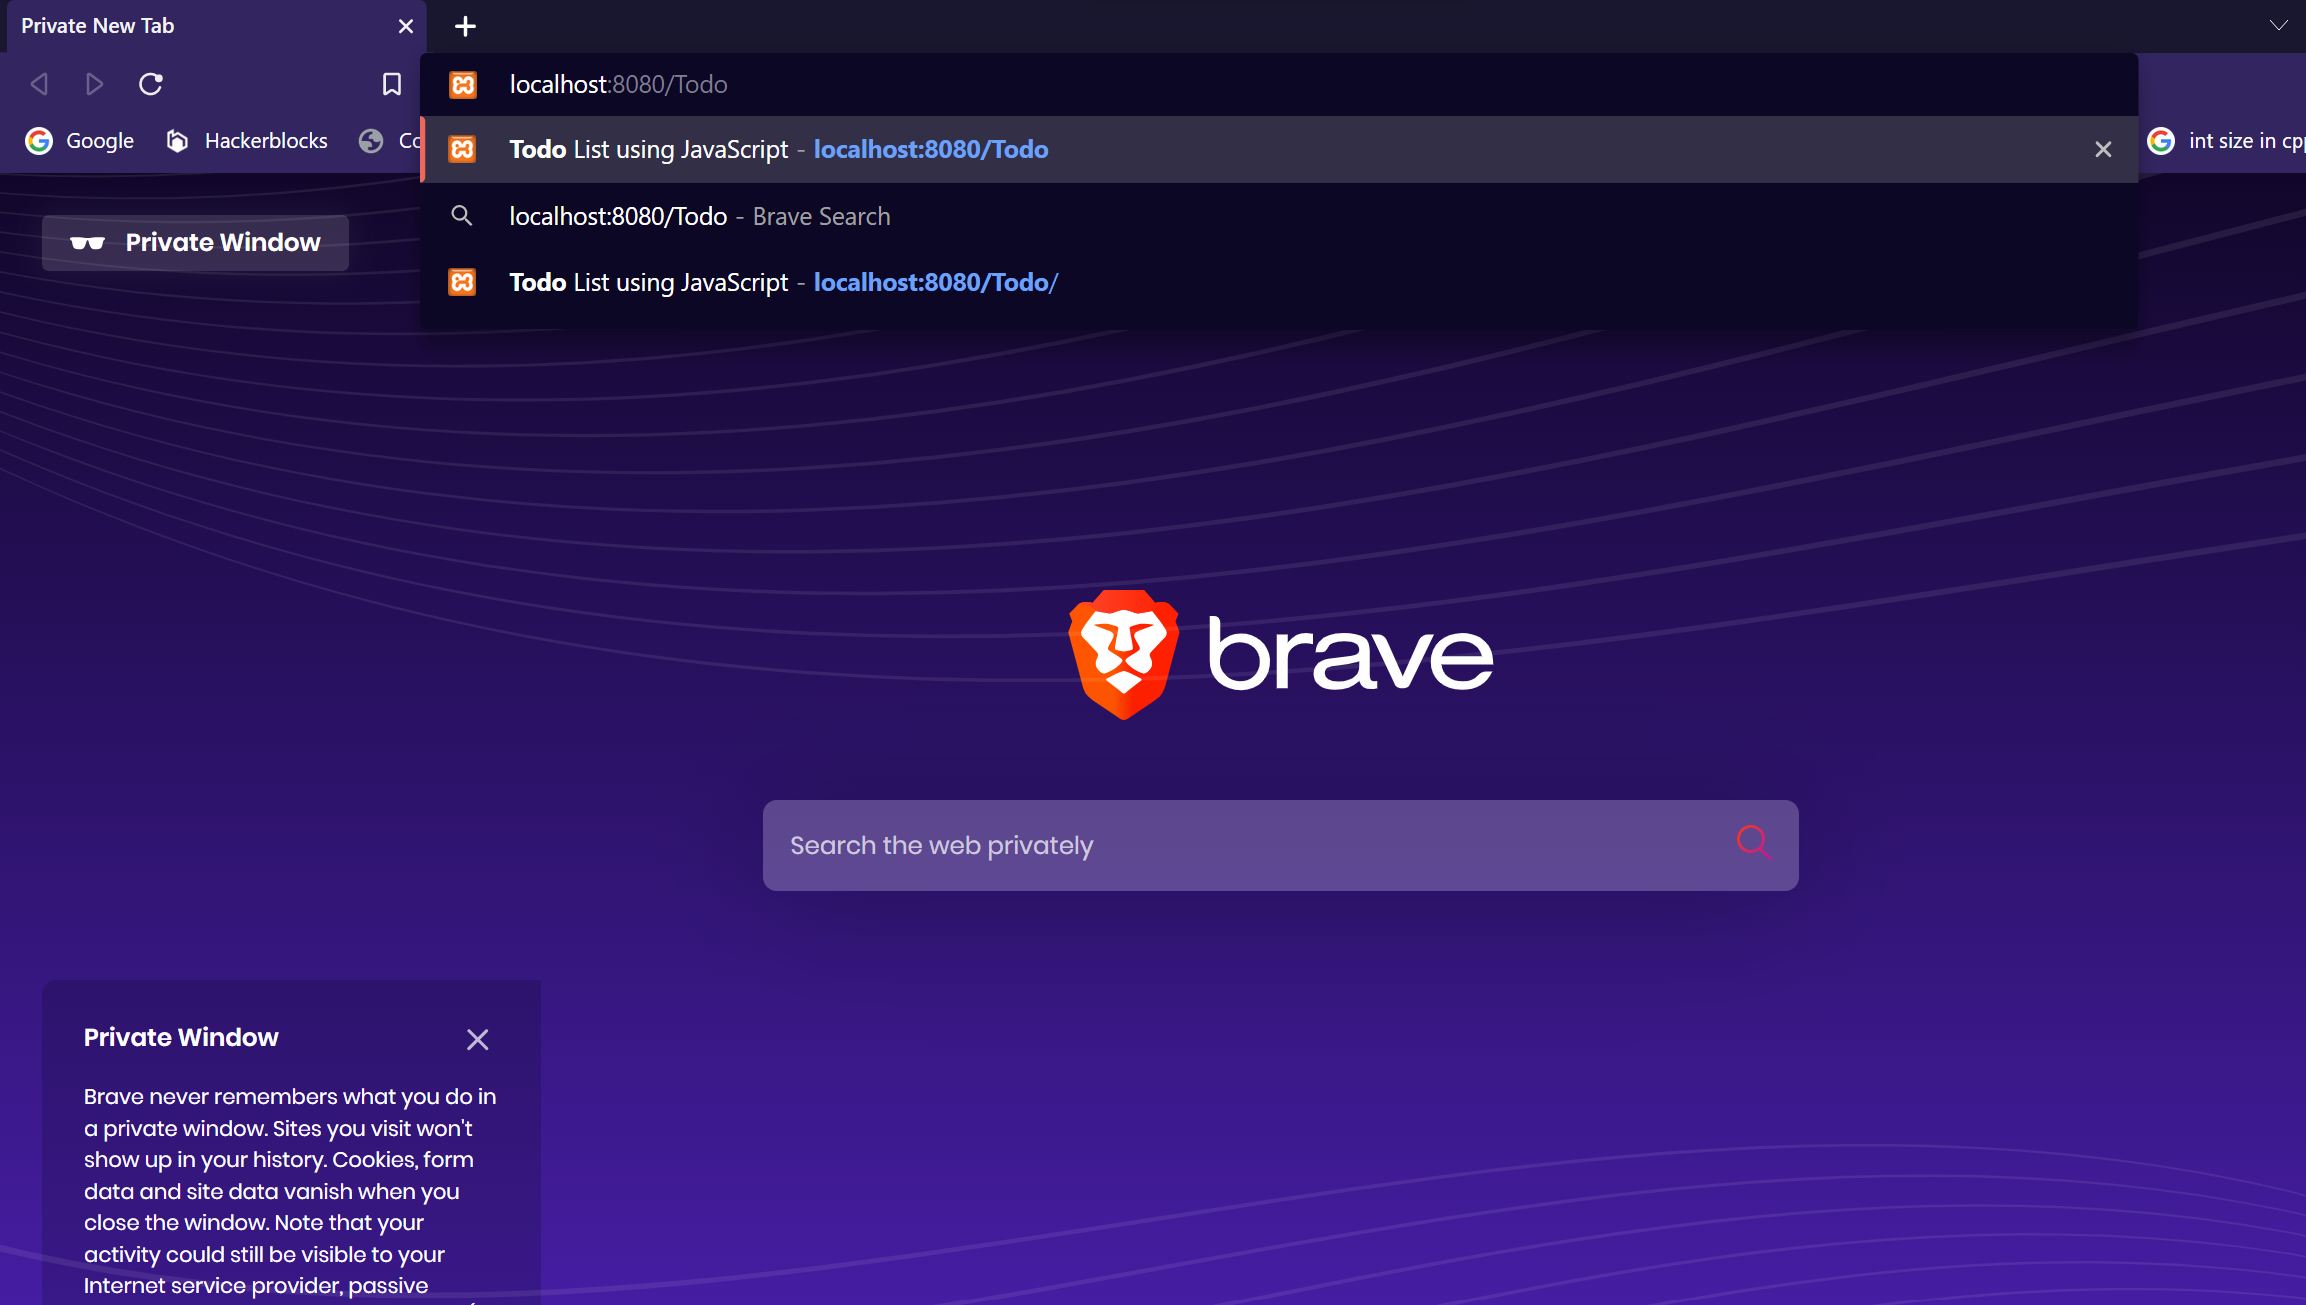 Private New Tab
localhost:8080/Todo
Google Hackerblocks Co
Todo List using JavaScript - localhost:8080/Todo
int size in cpp
localhost:8080/Todo - Brave Search
Private Window
Todo List using JavaScript - localhost:8080/Todo/
brave
Search the web privately
Private Window
Brave never remembers what you do in
a private window. Sites you visit won't
show up in your history. Cookies, form
data and site data vanish when you
close the window. Note that your
activity could still be visible to your
Internet service provider, passive